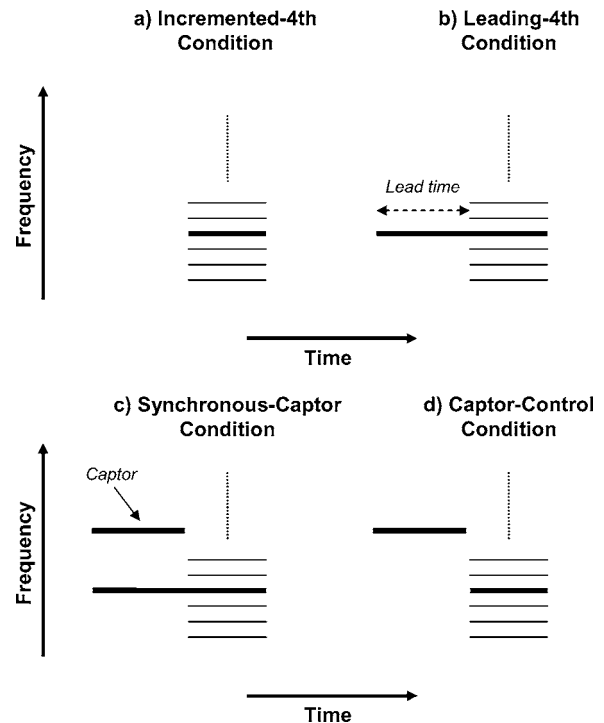 a) Incremented-4th
Condition
b) Leading-4th
Condition
Frequency
Lead time
Time
c) Synchronous-Captor
Condition
d) Captor-Control
Condition
Frequency
Captor
Time